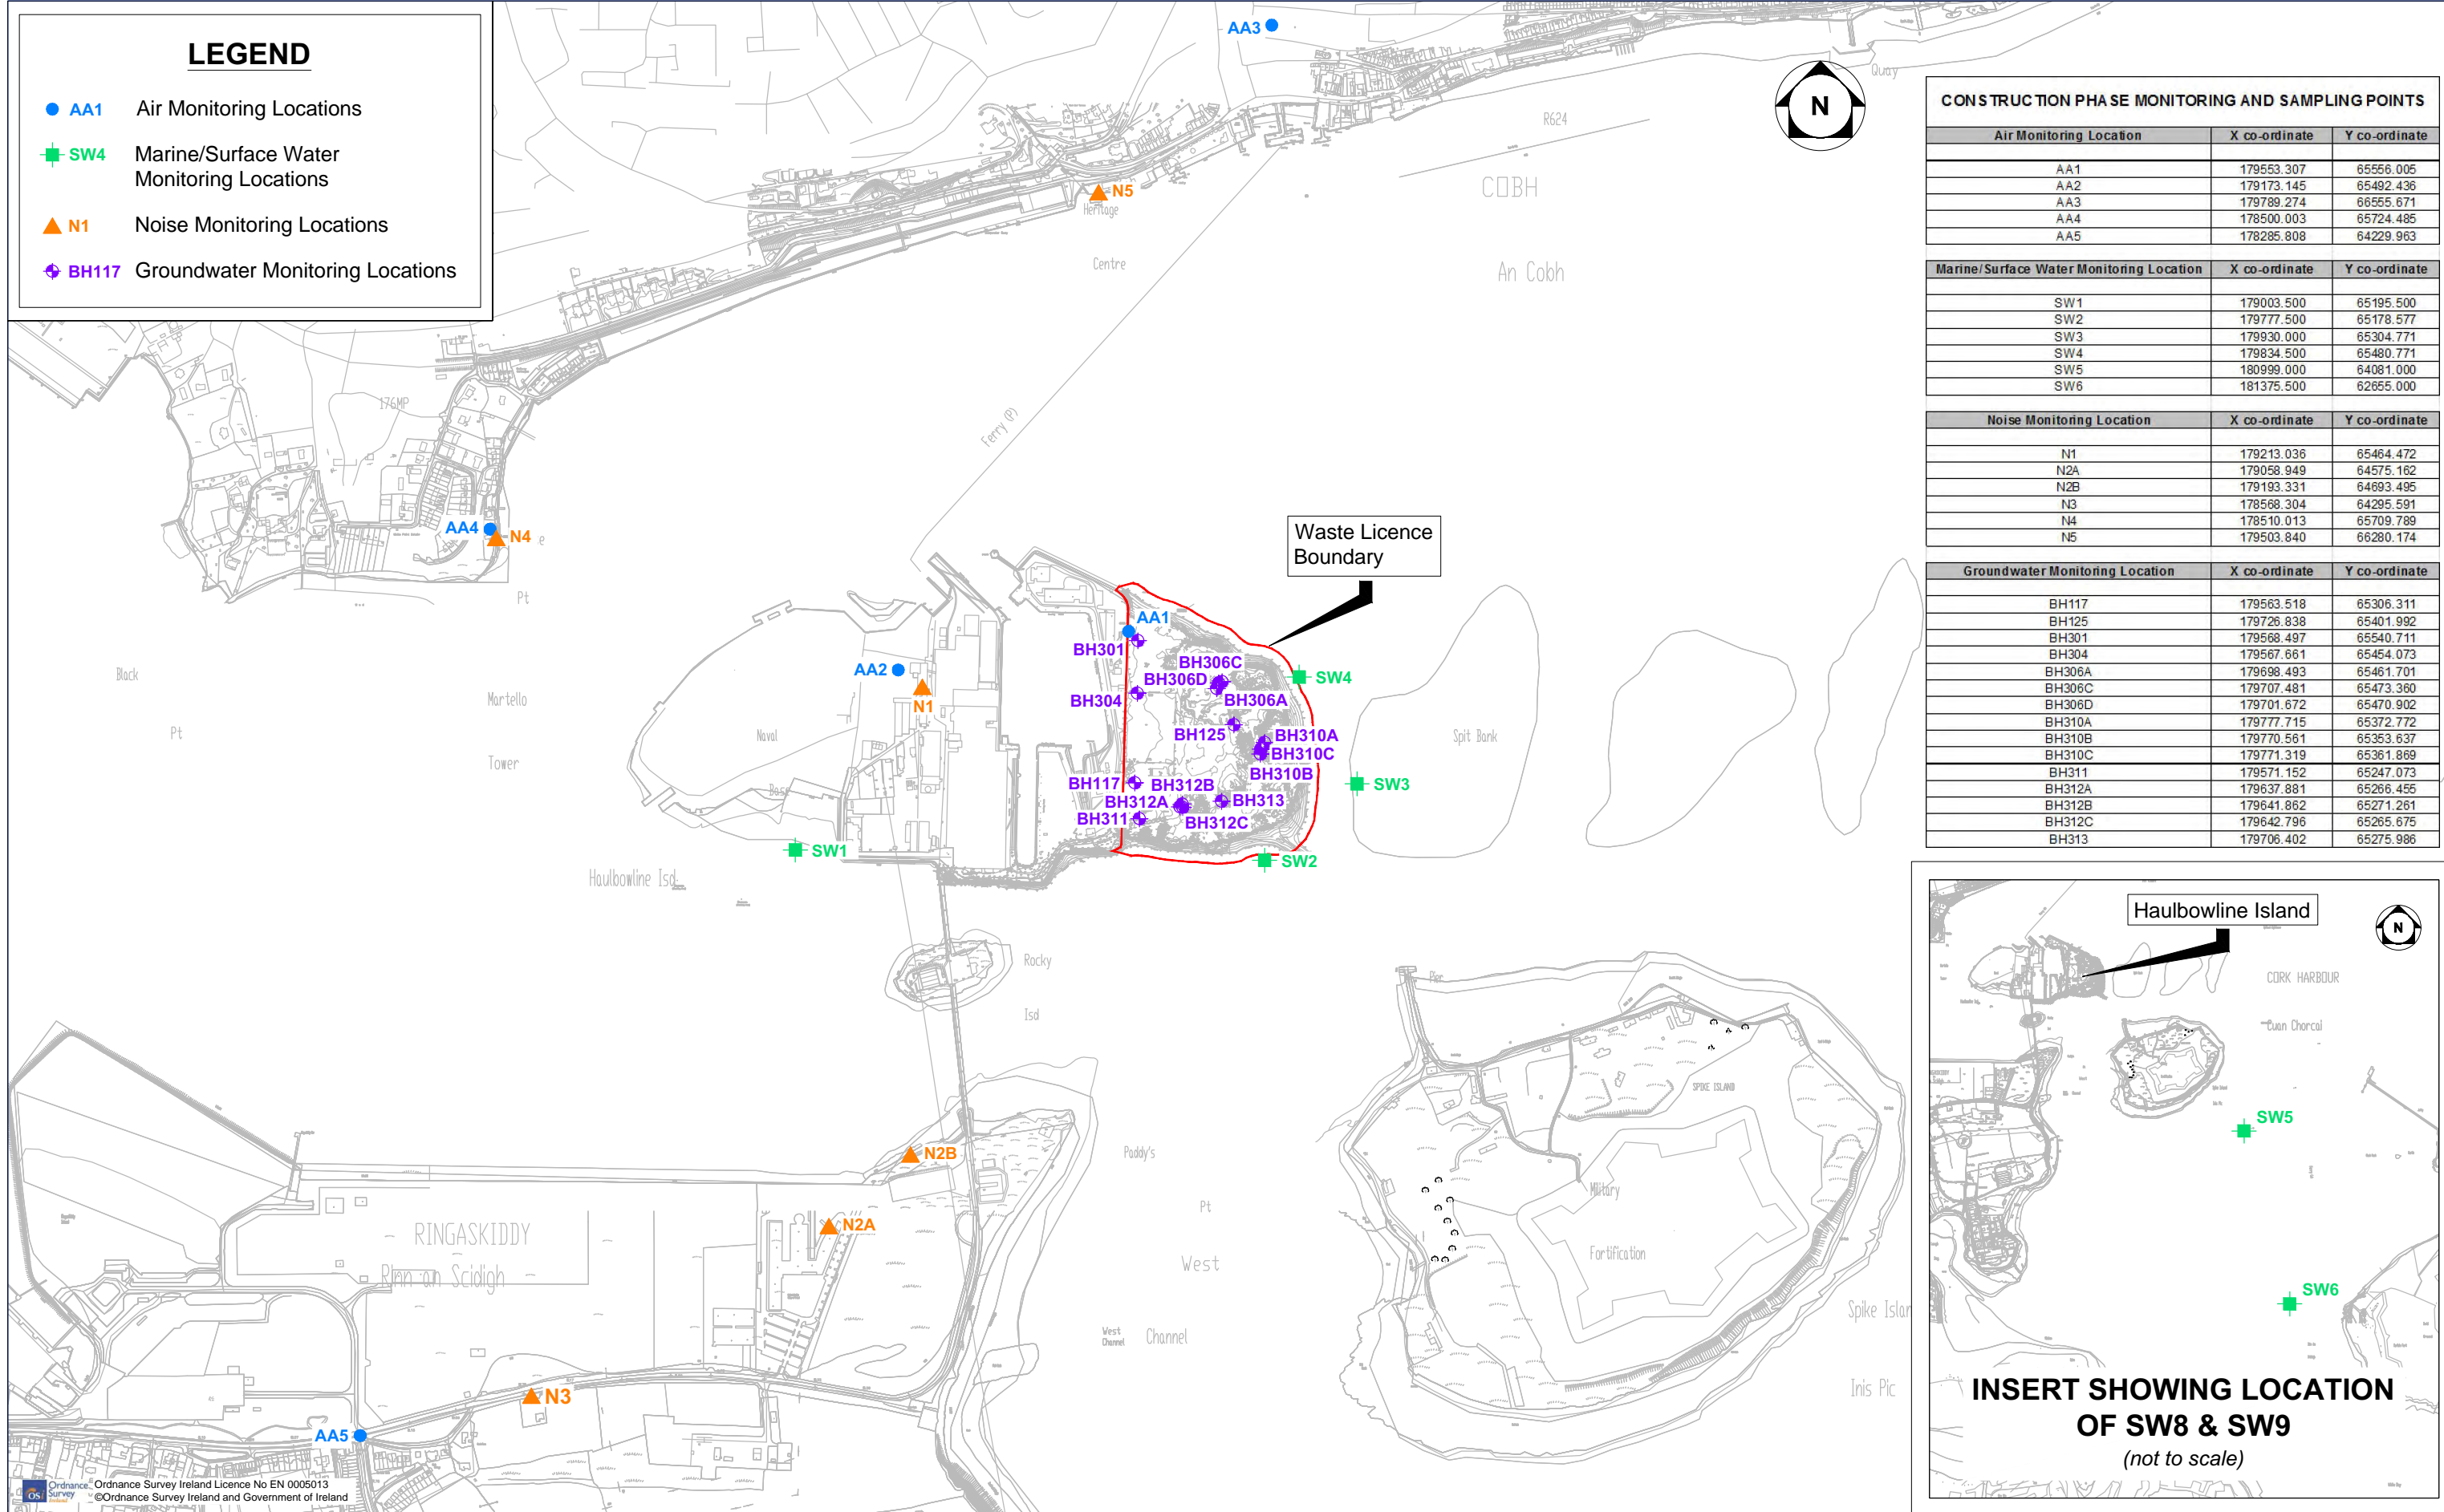 LEGEND
AA1 Air Monitoring Locations
SW4 Marine/Surface Water
Monitoring Locations
N1 Noise Monitoring Locations
BH117 Groundwater Monitoring Locations
AA3
N
Quay
R624
COBH
An Cobh
N5
Heritage
Centre
176MP
Ferry (P)
AA4
N4
e
Pt
Black
Pt
Martello
Tower
Waste Licence
Boundary
AA1
BH301
AA2
N1
BH306C
BH306D
SW4
BH304
BH306A
BH125
BH310A
BH310C
BH310B
Naval
Base
Spit Bank
BH117
BH312B
SW3
BH312A
BH313
BH311
BH312C
SW1
SW2
Haulbowline Isd
Rocky
Isd
Pier
SPIKE ISLAND
N2B
Paddy's
Pt
Military
N2A
RINGASKIDDY
Rinn an Scidigh
West
Fortification
West
Channel
Channel
Spike Islan
Inis Pic
N3
AA5
Ordnance
Survey
Ireland
OSi
Ordnance Survey Ireland Licence No EN 0005013
©Ordnance Survey Ireland and Government of Ireland
CONSTRUCTION PHASE MONITORING AND SAMPLING POINTS
Air Monitoring Location X co-ordinate Y co-ordinate
AA1 179553.307 65556.005
AA2 179173.145 65492.436
AA3 179789.274 66555.671
AA4 178500.003 65724.485
AA5 178285.808 64229.963
Marine/Surface Water Monitoring Location X co-ordinate Y co-ordinate
SW1 179003.500 65195.500
SW2 179777.500 65178.577
SW3 179930.000 65304.771
SW4 179834.500 65480.771
SW5 180999.000 64081.000
SW6 181375.500 62655.000
Noise Monitoring Location X co-ordinate Y co-ordinate
N1 179213.036 65464.472
N2A 179058.949 64575.162
N2B 179193.331 64693.495
N3 178568.304 64295.591
N4 178510.013 65709.789
N5 179503.840 66280.174
Groundwater Monitoring Location X co-ordinate Y co-ordinate
BH117 179563.518 65306.311
BH125 179726.838 65401.992
BH301 179568.497 65540.711
BH304 179567.661 65454.073
BH306A 179698.493 65461.701
BH306C 179707.481 65473.360
BH306D 179701.672 65470.902
BH310A 179777.715 65372.772
BH310B 179770.561 65353.637
BH310C 179771.319 65361.869
BH311 179571.152 65247.073
BH312A 179637.881 65266.455
BH312B 179641.862 65271.261
BH312C 179642.796 65265.675
BH313 179706.402 65275.986
Haulbowline Island
N
CORK HARBOUR
Cuan Chorcaí
SW5
SW6
INSERT SHOWING LOCATION
OF SW8 & SW9
(not to scale)